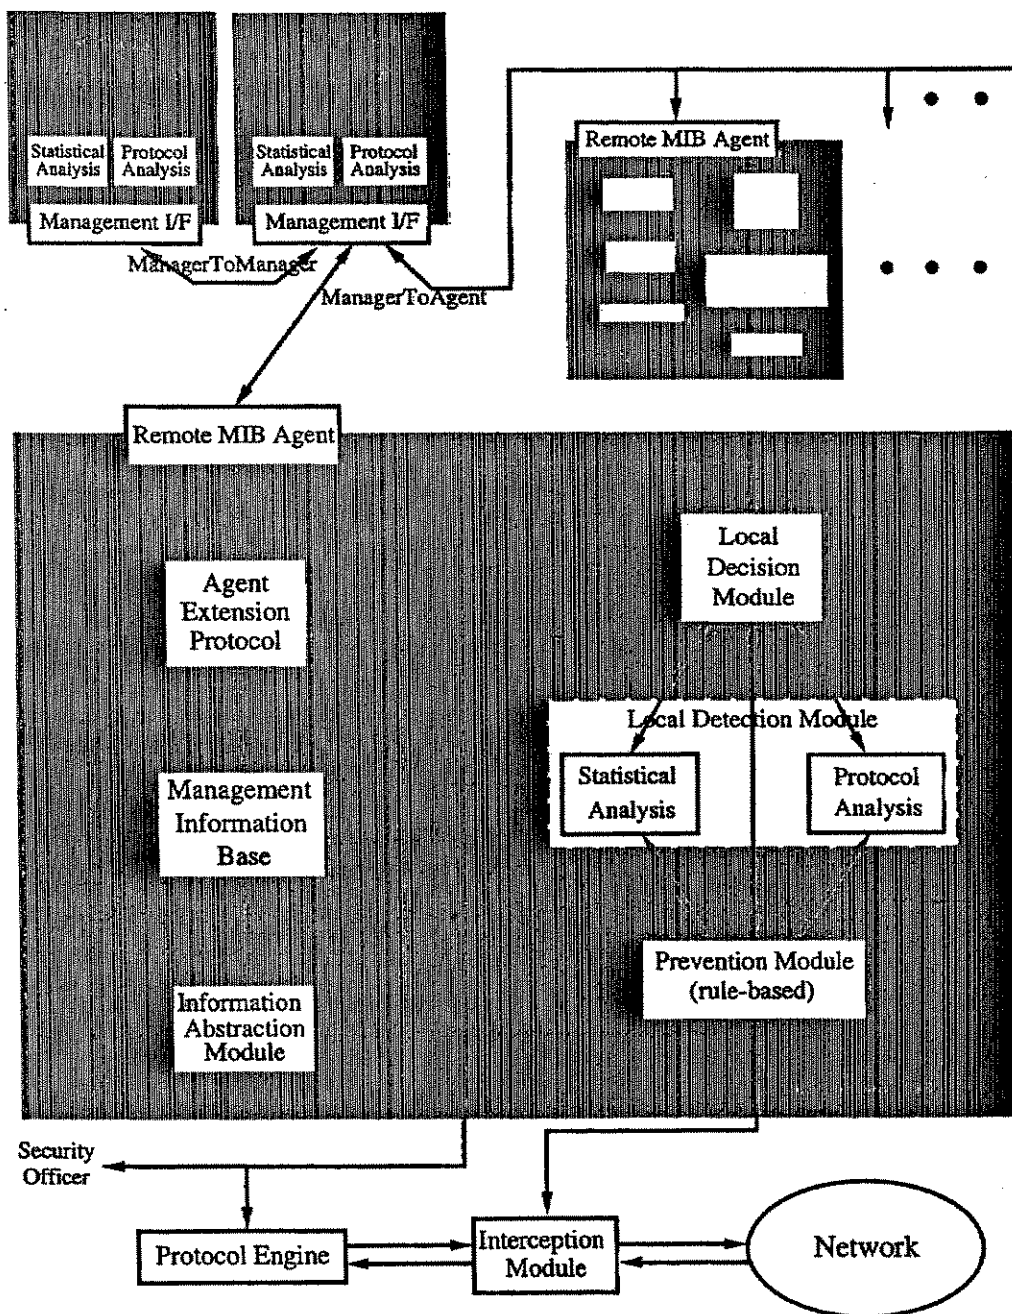 Statistical
Analysis
Protocol
Analysis
Management I/F
Statistical
Analysis
Protocol
Analysis
Management I/F
ManagerToManager
ManagerToAgent
Remote MIB Agent
Remote MIB Agent
Agent
Extension
Protocol
Local
Decision
Module
Local Detection Module
Statistical
Analysis
Protocol
Analysis
Management
Information
Base
Prevention Module
(rule-based)
Information
Abstraction
Module
Security
Officer
Protocol Engine
Interception
Module
Network